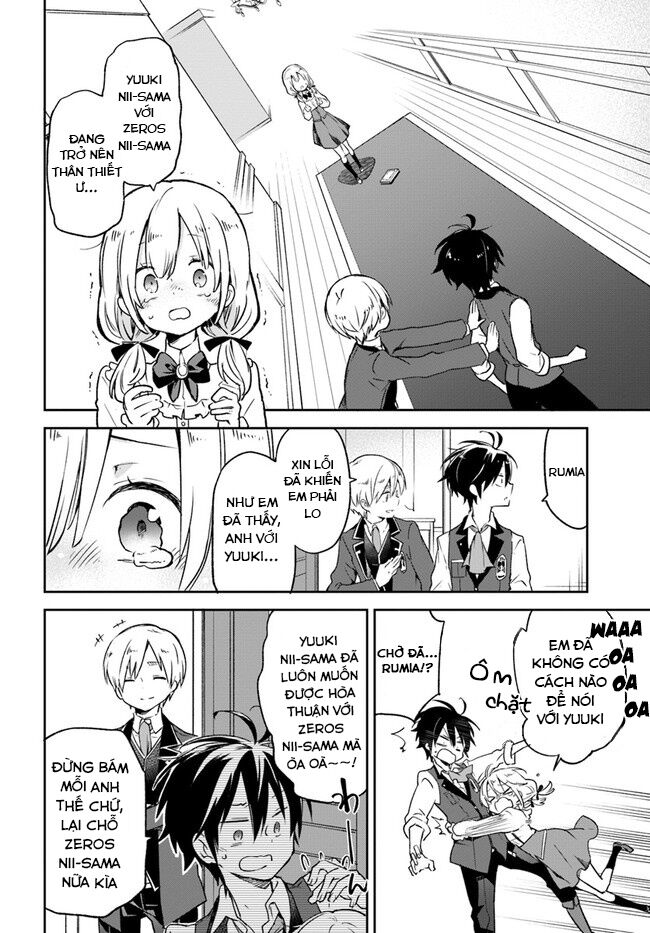 YUUKI
NII-SAMA
VỚI
ZEROS
NII-SAMA
ĐANG
TRỞ NÊN
THÂN THIẾT
Ư...
RUMIA
XIN LỖI
ĐÃ KHIẾN
EM PHẢI
LO
NHƯ EM
ĐÃ THẤY,
ANH VỚI
YUUKI...
WAAA
OA
OA
OA
EM ĐÃ
KHÔNG CÓ
CÁCH NÀO
ĐỂ NÓI
VỚI YUUKI
CHỜ ĐÃ...
RUMIA!?
Ôm
chặt
YUUKI
NII-SAMA ĐÃ
LUÔN MUỐN
ĐƯỢC HÒA
THUẬN VỚI
ZEROS
NII-SAMA MÀ
ÒA OÀ~~!
ĐỪNG BÁM
MỖI ANH
THẾ CHỨ,
LẠI CHỖ
ZEROS
NII-SAMA
NỮA KÌA
わ